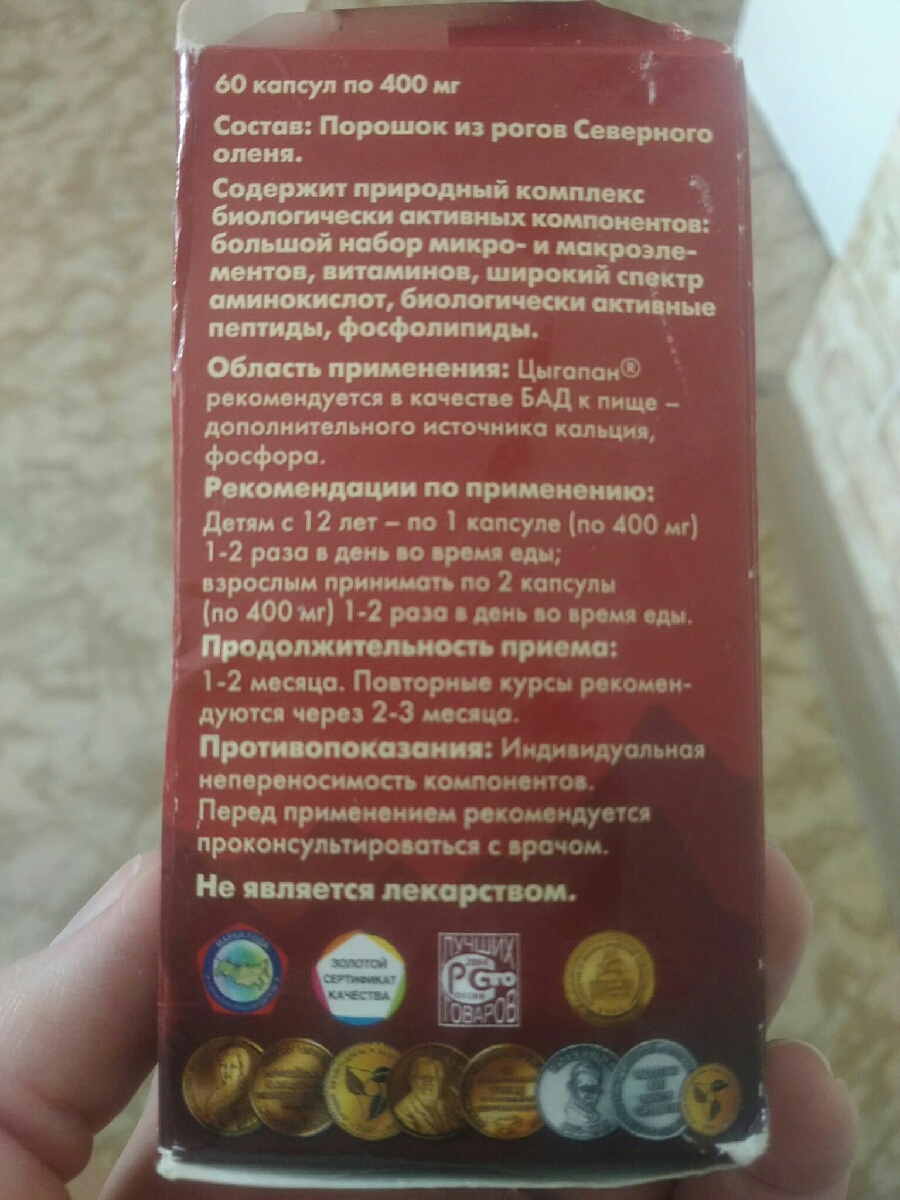 60 капсул по 400 мг
Состав: Порошок из рогов Северного
оленя.
Содержит природный комплекс
биологически активных компонентов:
большой набор микро- и макроэле-
ментов, витаминов, широкий спектр
аминокислот, биологически активные
пептиды, фосфолипиды.
Область применения: Цыгапан®
рекомендуется в качестве БАД к пище –
дополнительного источника кальция,
фосфора.
Рекомендации по применению:
Детям с 12 лет – по 1 капсуле (по 400 мг)
1-2 раза в день во время еды;
взрослым принимать по 2 капсулы
(по 400 мг) 1-2 раза в день во время еды.
Продолжительность приема:
1-2 месяца. Повторные курсы рекомен-
дуются через 2-3 месяца.
Противопоказания: Индивидуальная
непереносимость компонентов.
Перед применением рекомендуется
проконсультироваться с врачом.
Не является лекарством.
ЗОЛОТОЙ
СЕРТИФИКАТ
КАЧЕСТВА
ЛУЧШИХ
ТОВАРОВ